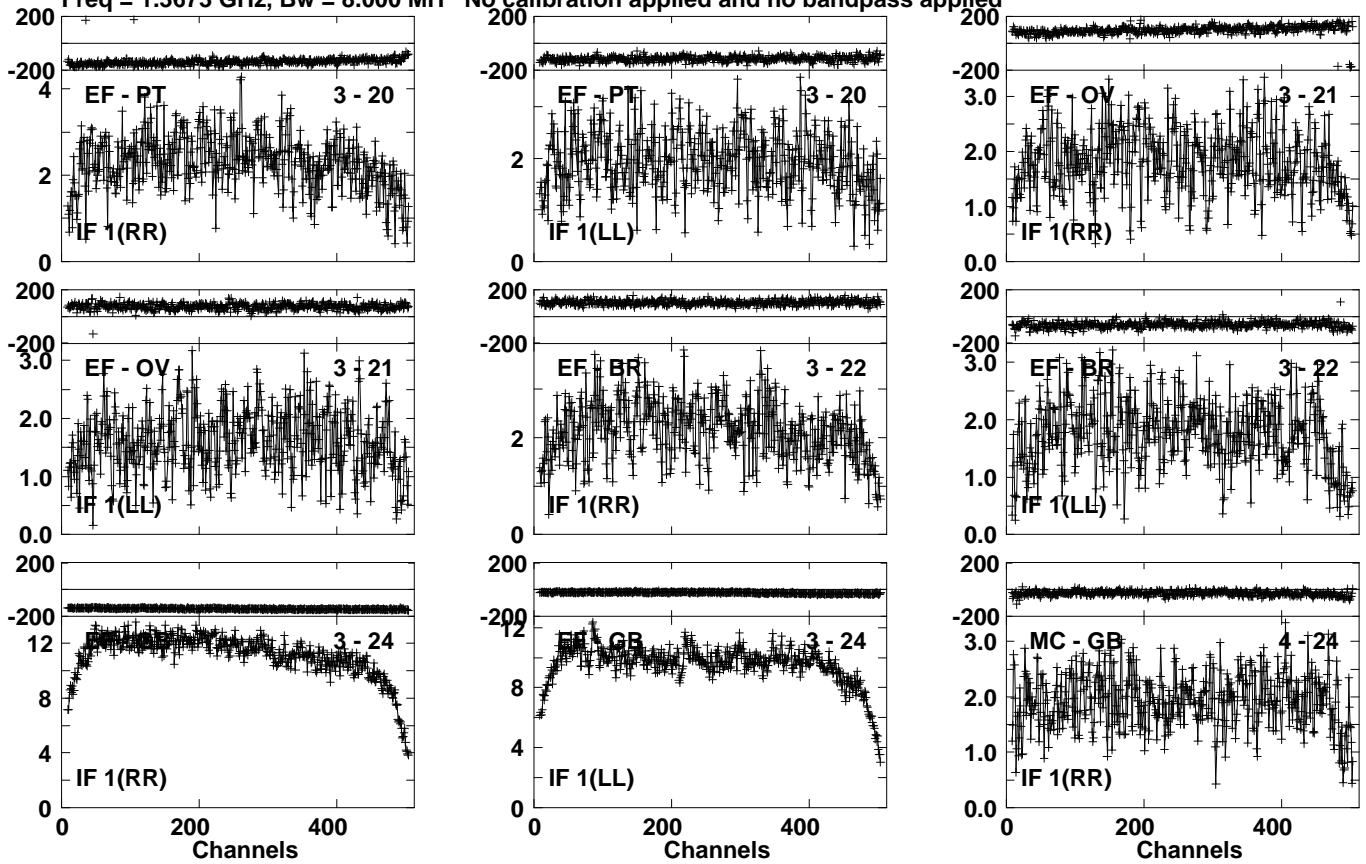 Freq = 1.3673 GHz, Bw = 8.000 MH No calibration applied and no bandpass applied
200
-200
4
2
0
EF - PT
3 - 20
IF 1(RR)
200
-200
2
0
EF - PT
3 - 20
IF 1(LL)
200
-200
3.0
2.0
1.0
0.0
EF - OV
3 - 21
IF 1(RR)
200
-200
3.0
2.0
1.0
0.0
EF - OV
3 - 21
IF 1(LL)
200
-200
2
0
EF - BR
3 - 22
IF 1(RR)
200
-200
3.0
2.0
1.0
0.0
EF - BR
3 - 22
IF 1(LL)
200
-200
12
8
4
0
EF - GB
3 - 24
IF 1(RR)
0 200 400
Channels
200
-200
12
8
4
0
EF - GB
3 - 24
IF 1(LL)
0 200 400
Channels
200
-200
3.0
2.0
1.0
0.0
MC - GB
4 - 24
IF 1(RR)
0 200 400
Channels